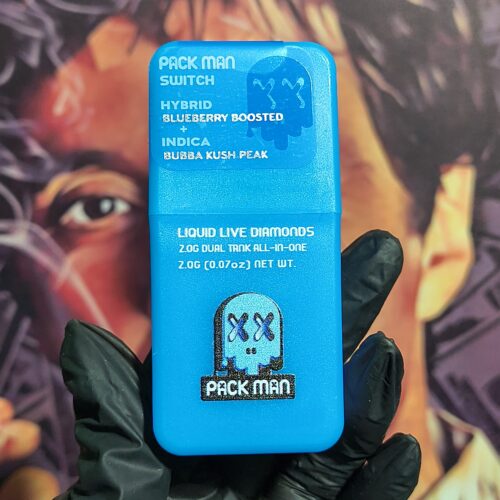 PACK MAN
SWITCH
HYBRID
BLUEBERRY BOOSTED
+
INDICA
BUBBA KUSH PEAK
LIQUID LIVE DIAMONDS
2.0G DUAL TANK ALL-IN-ONE
2.0G (0.07oz) NET WT.
PACK MAN